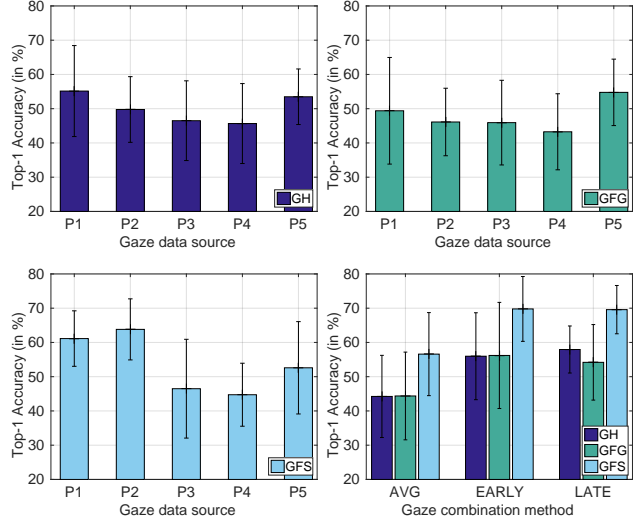 80
70
60
50
40
30
20
Top-1 Accuracy (in %)
P1 P2 P3 P4 P5
Gaze data source
GH
80
70
60
50
40
30
20
Top-1 Accuracy (in %)
P1 P2 P3 P4 P5
Gaze data source
GFG
80
70
60
50
40
30
20
Top-1 Accuracy (in %)
P1 P2 P3 P4 P5
Gaze data source
GFS
80
70
60
50
40
30
20
Top-1 Accuracy (in %)
AVG EARLY LATE
Gaze combination method
GH
GFG
GFS